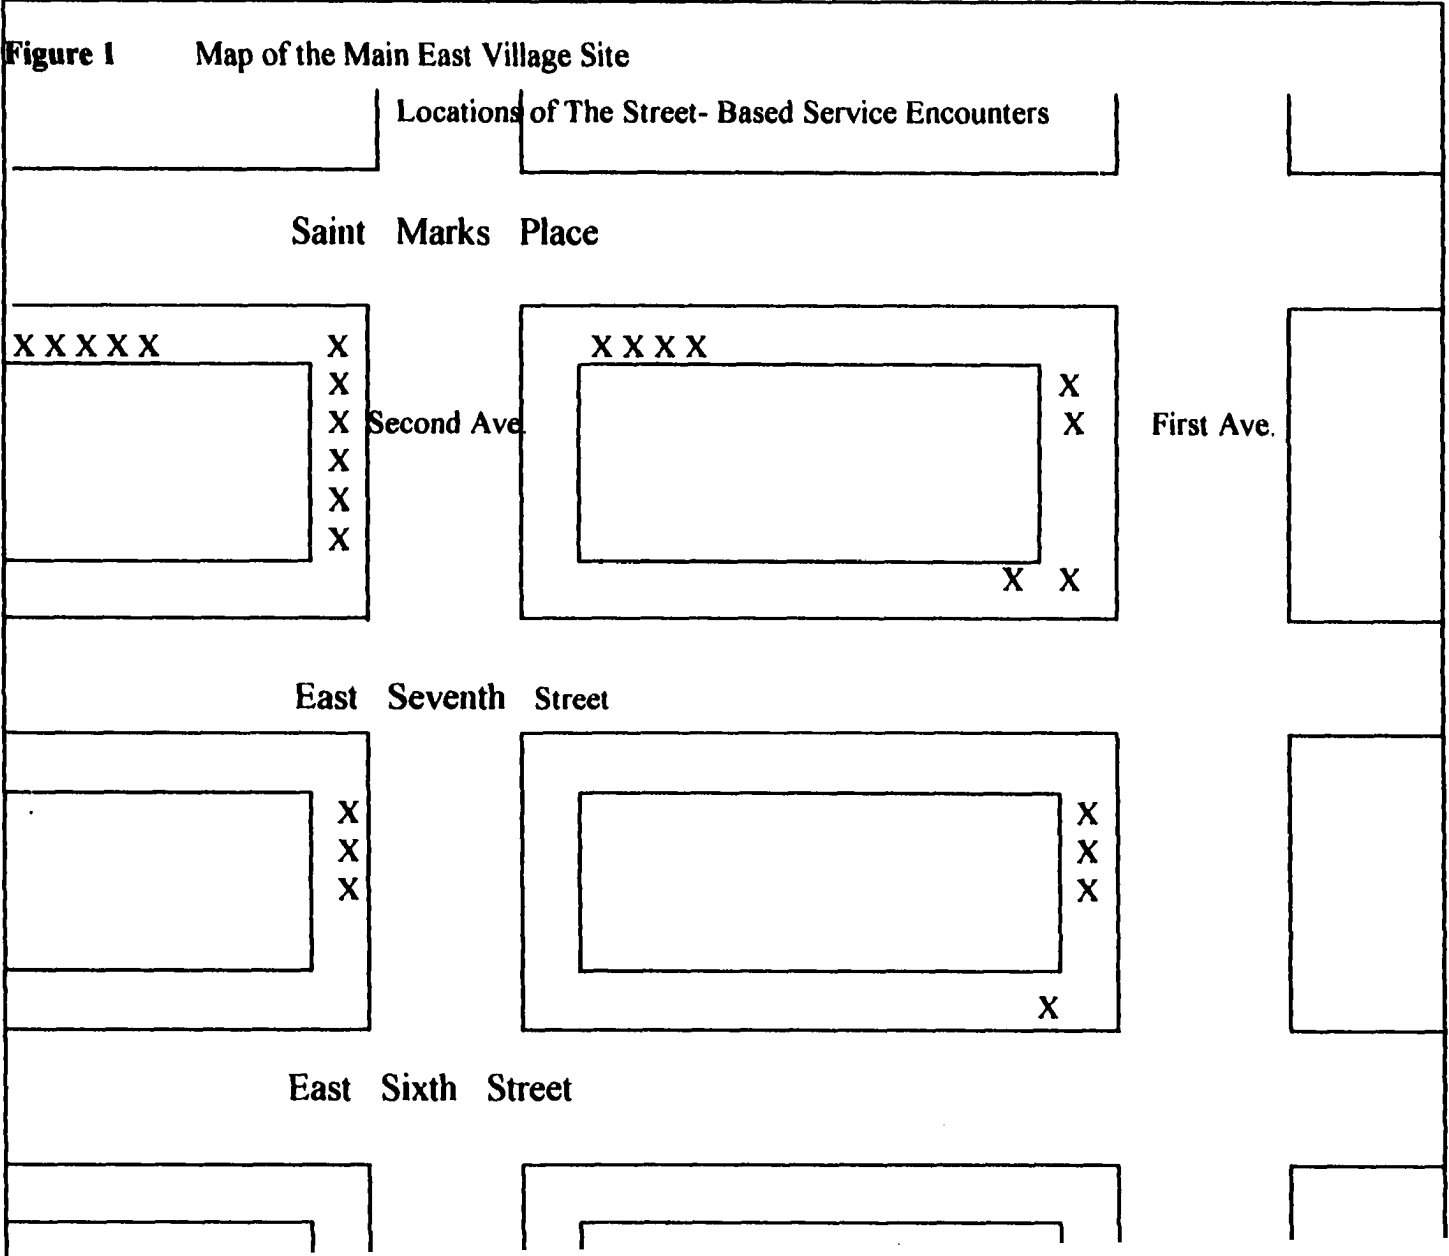 Figure 1 Map of the Main East Village Site
Locations of The Street- Based Service Encounters
Saint Marks Place
X X X X X X X X X X
X X
X Second Ave. X First Ave.
X
X
X
X X
East Seventh Street
X X
X X
X X
X
East Sixth Street